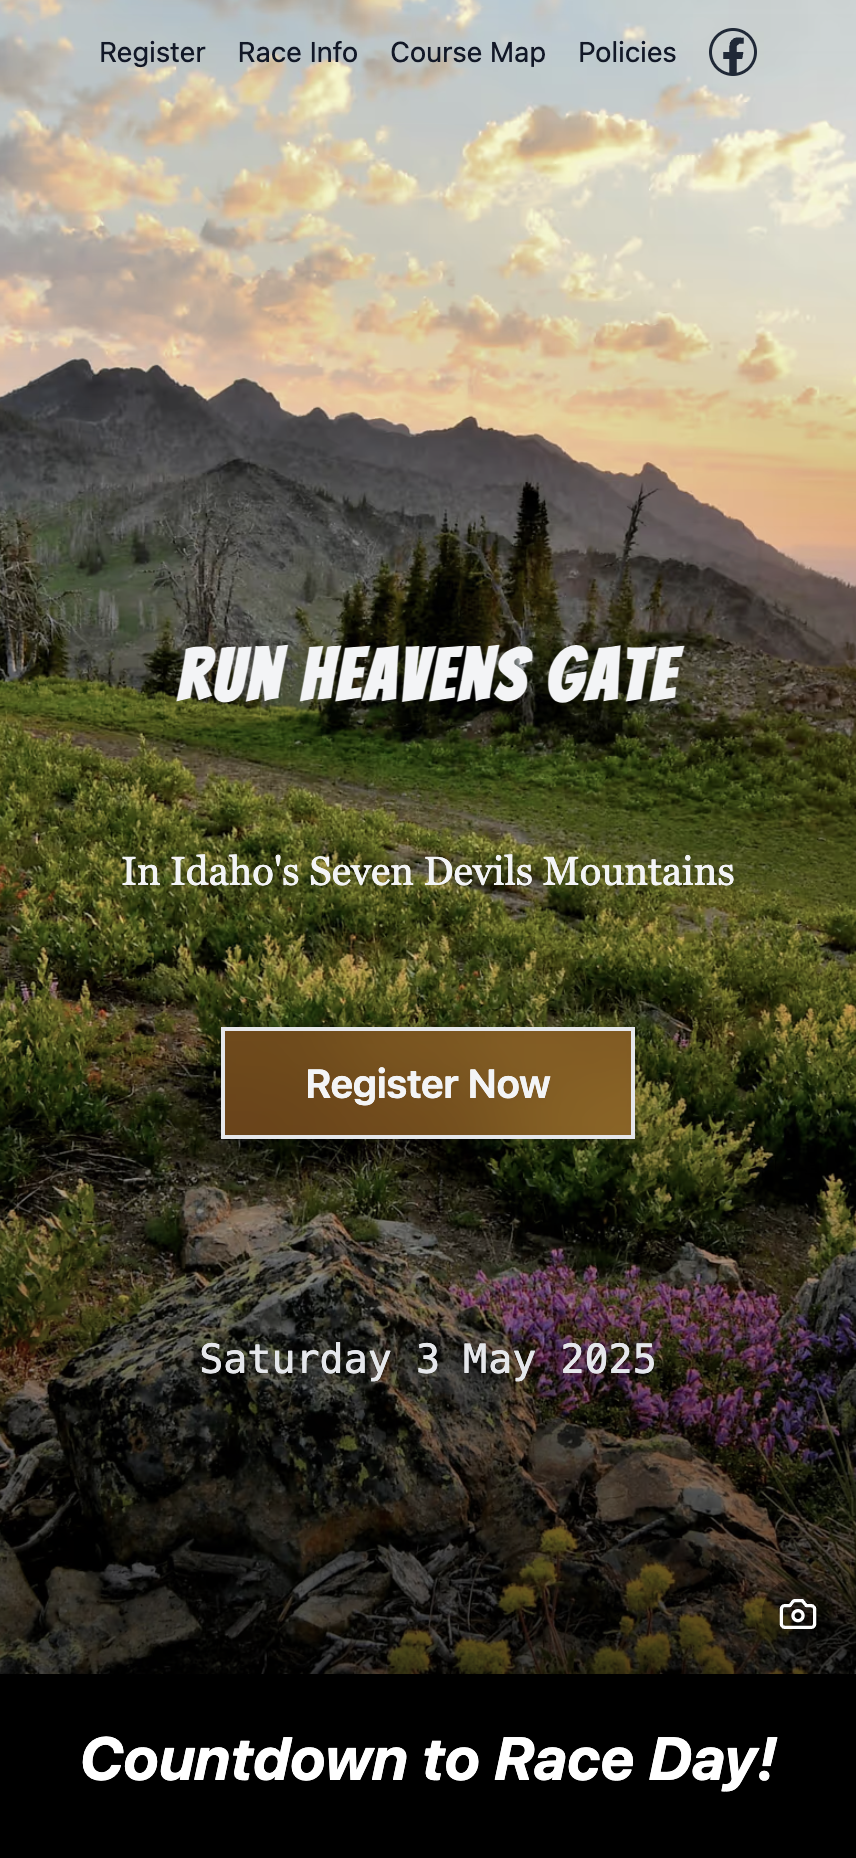 Register Race Info Course Map Policies
RUN HEAVENS GATE
In Idaho's Seven Devils Mountains
Register Now
Saturday 3 May 2025
Countdown to Race Day!